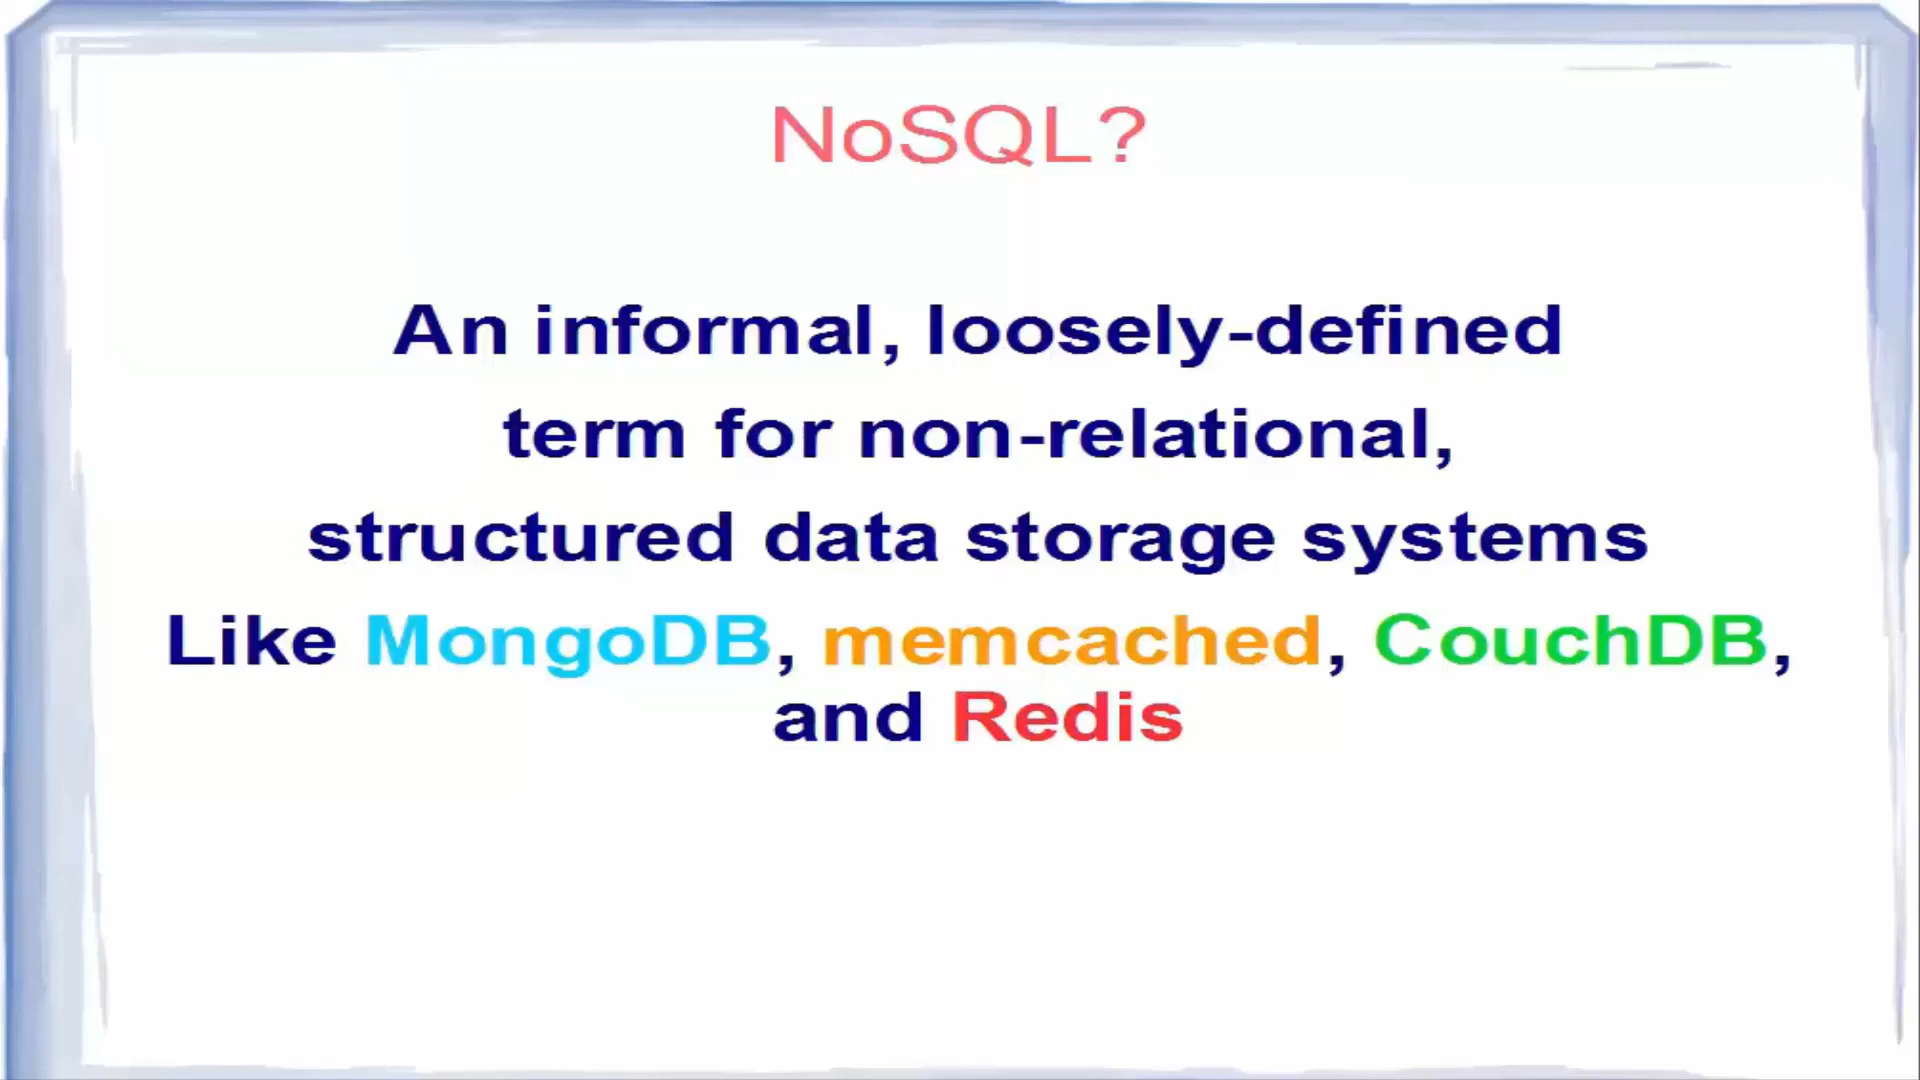 NoSQL?
An informal, loosely-defined
term for non-relational,
structured data storage systems
Like MongoDB, memcached, CouchDB,
and Redis